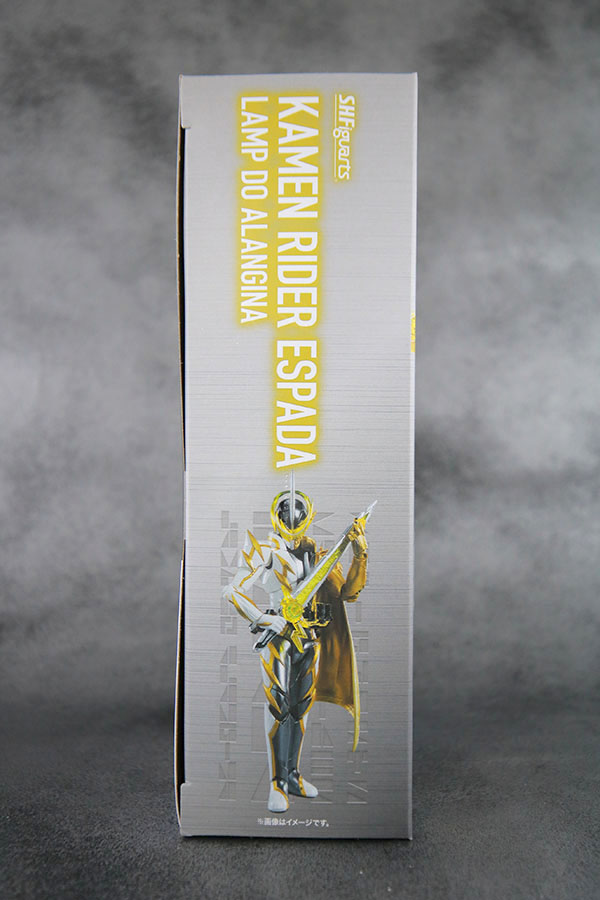 S.H.Figuarts
KAMEN RIDER ESPADA
LAMP DO ALANGINA
※画像はイメージです。